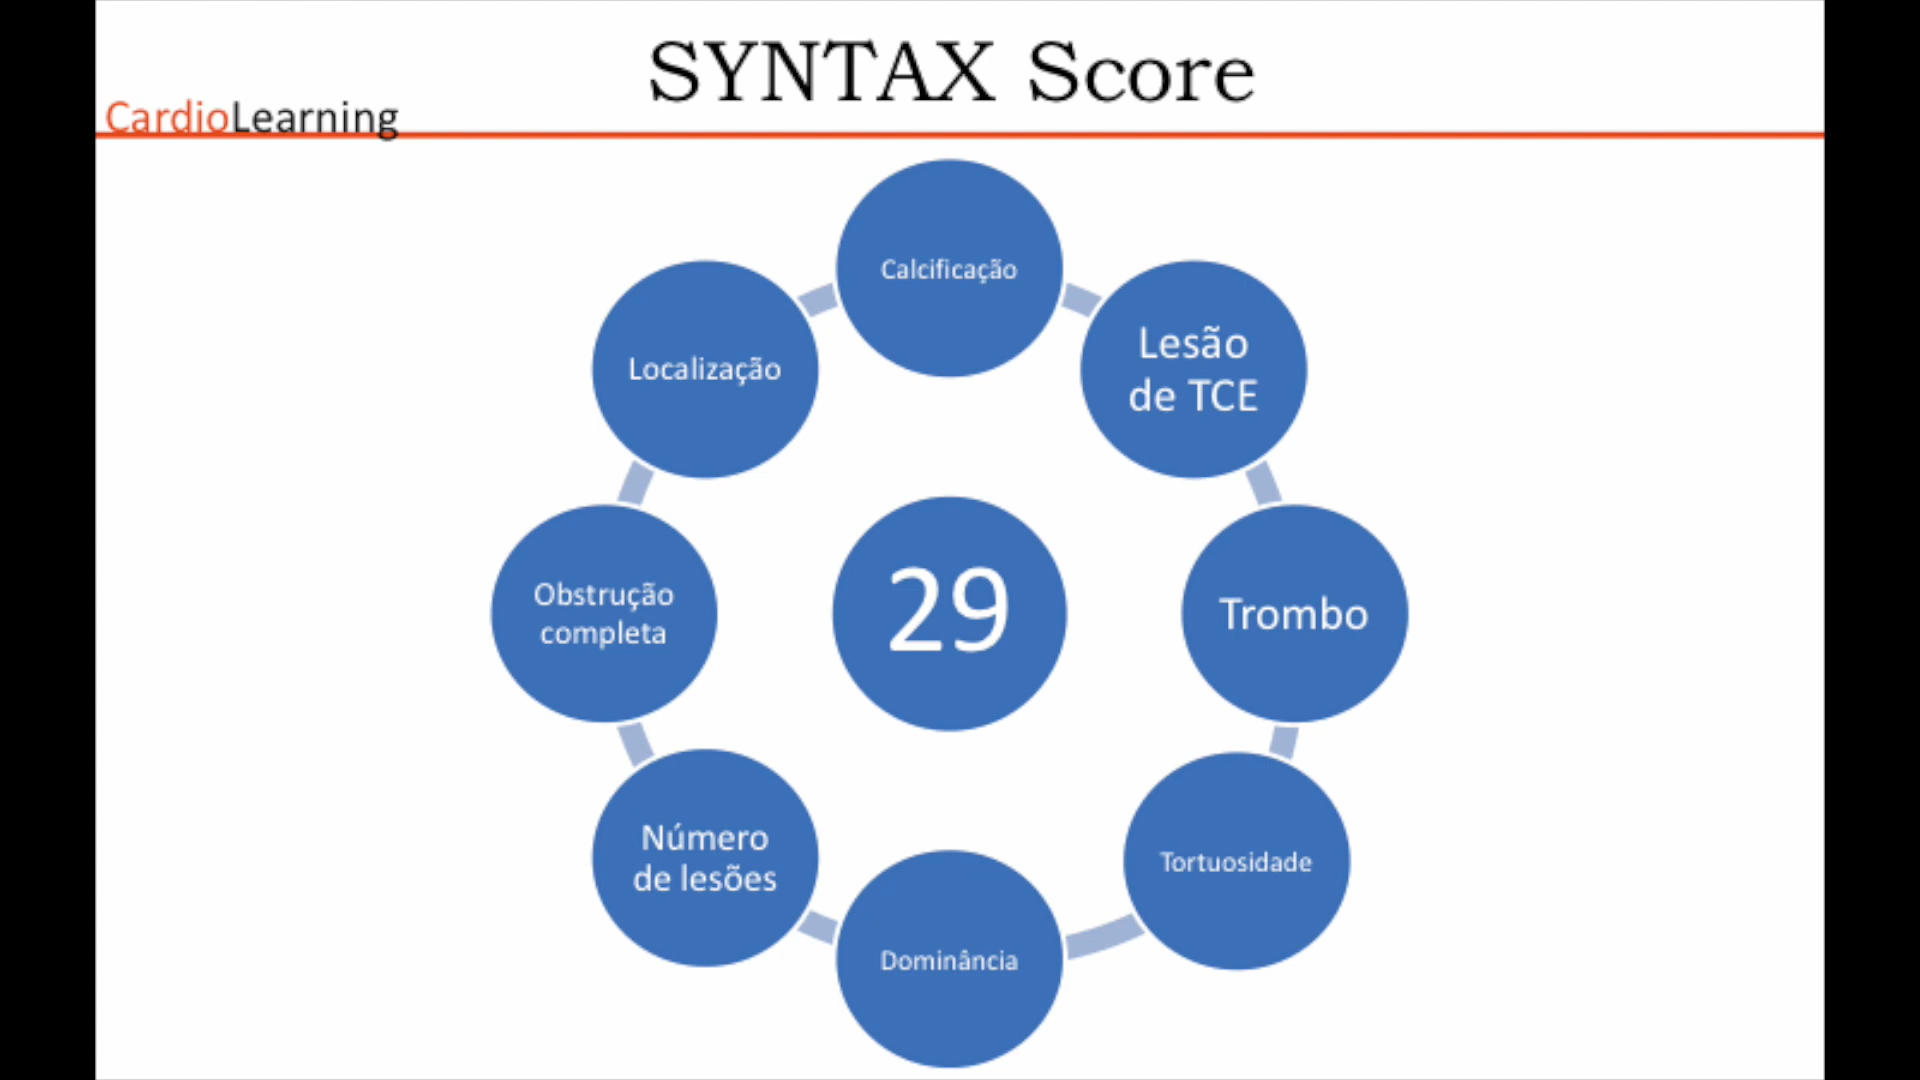 SYNTAX Score
CardioLearning
Calcificação
Lesão
de TCE
Trombo
Tortuosidade
Dominância
Número
de lesões
Obstrução
completa
Localização
29